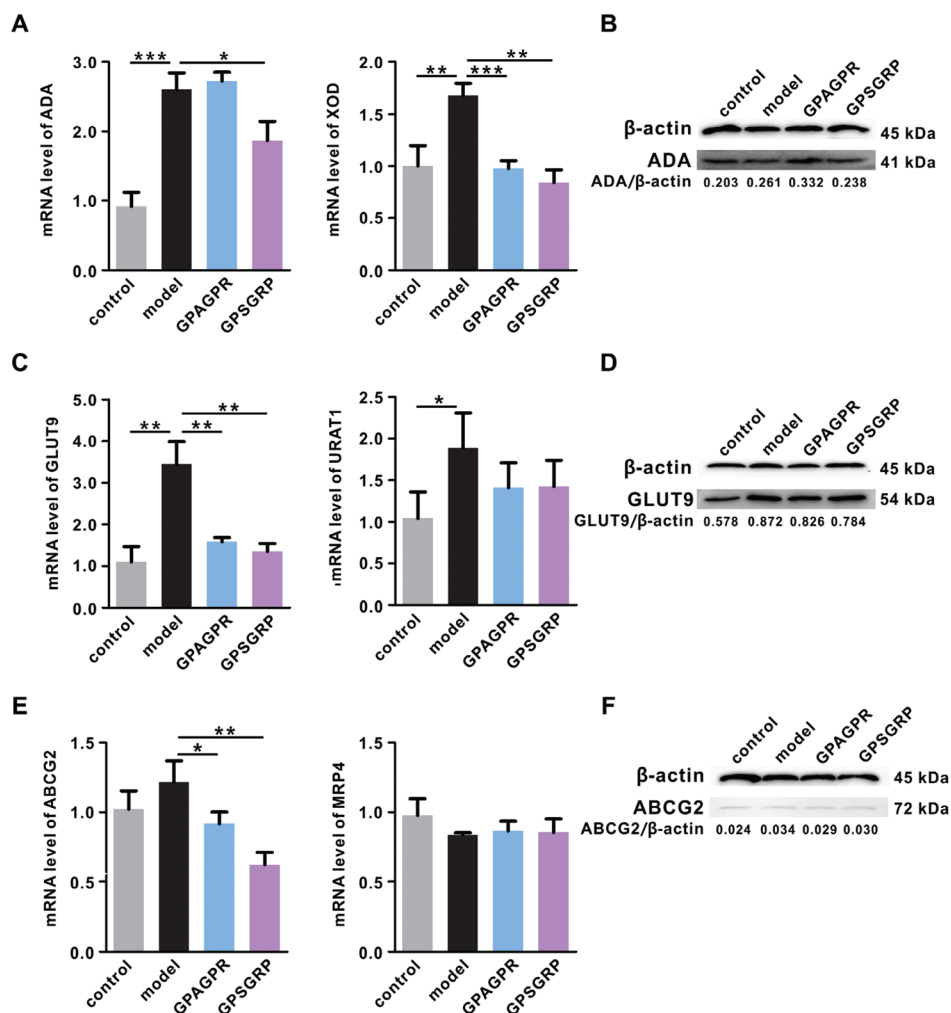 A
mRNA level of ADA
3.0
2.0
1.0
0.0
*** *
control
model
GPAGPR
GPSGRP
mRNA level of XOD
2.0
1.5
1.0
0.5
0.0
**
** ***
control
model
GPAGPR
GPSGRP
B
control
model
GPAGPR
GPSGRP
β-actin 45 kDa
ADA 41 kDa
ADA/β-actin 0.203 0.261 0.332 0.238
C
mRNA level of GLUT9
5.0
4.0
3.0
2.0
1.0
0.0
**
** **
control
model
GPAGPR
GPSGRP
mRNA level of URAT1
2.5
2.0
1.5
1.0
0.5
0.0
*
control
model
GPAGPR
GPSGRP
D
control
model
GPAGPR
GPSGRP
β-actin 45 kDa
GLUT9 54 kDa
GLUT9/β-actin 0.578 0.872 0.826 0.784
E
mRNA level of ABCG2
1.5
1.0
0.5
0.0
**
*
control
model
GPAGPR
GPSGRP
mRNA level of MRP4
1.5
1.0
0.5
0.0
control
model
GPAGPR
GPSGRP
F
control
model
GPAGPR
GPSGRP
β-actin 45 kDa
ABCG2 72 kDa
ABCG2/β-actin 0.024 0.034 0.029 0.030